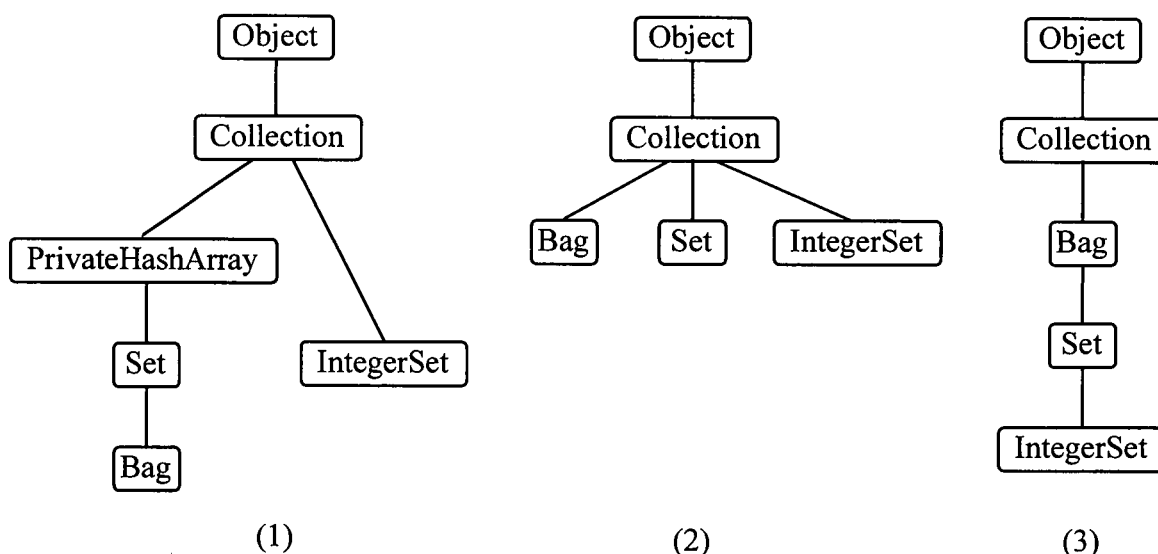 Object
Collection
PrivateHashArray
Set
IntegerSet
Bag
(1)
Object
Collection
Bag
Set
IntegerSet
(2)
Object
Collection
Bag
Set
IntegerSet
(3)